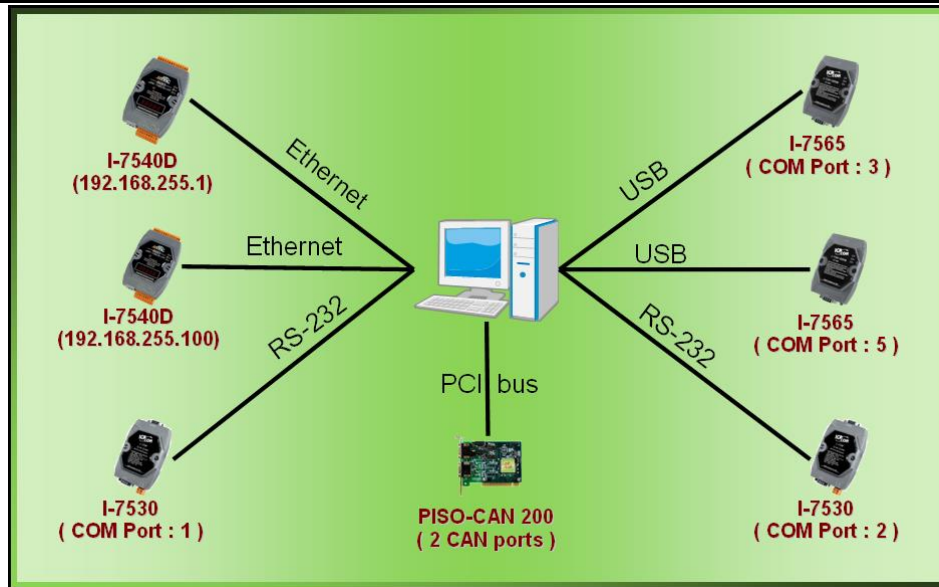 I-7540D
(192.168.255.1)
Ethernet
I-7540D
(192.168.255.100)
Ethernet
I-7530
( COM Port : 1 )
RS-232
PCI bus
PISO-CAN 200
( 2 CAN ports )
USB
I-7565
( COM Port : 3 )
USB
I-7565
( COM Port : 5 )
RS-232
I-7530
( COM Port : 2 )